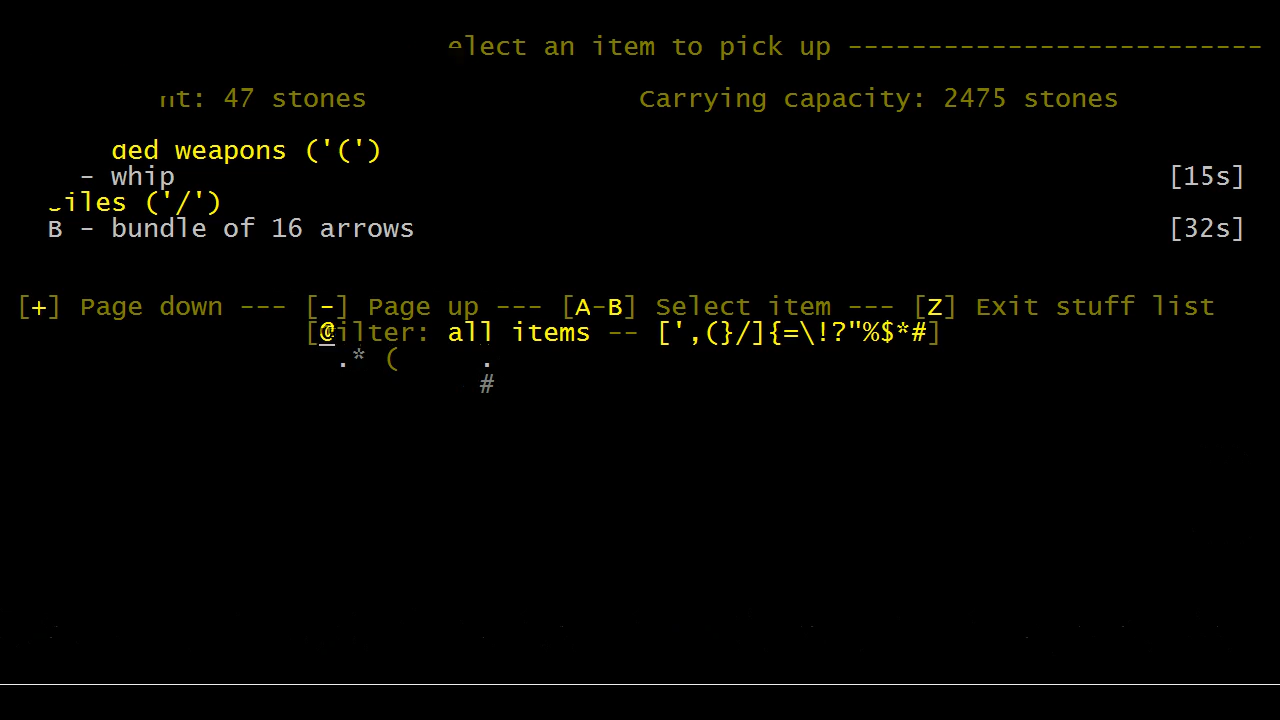 elect an item to pick up --------------------------
nt: 47 stones Carrying capacity: 2475 stones
ded weapons ('(')
- whip [15s]
siles ('/')
B - bundle of 16 arrows [32s]
[+] Page down --- [-] Page up --- [A-B] Select item --- [Z] Exit stuff list
[@ilter: all items -- [',(}/]{=\!?"%$*#]
.* ( .
#